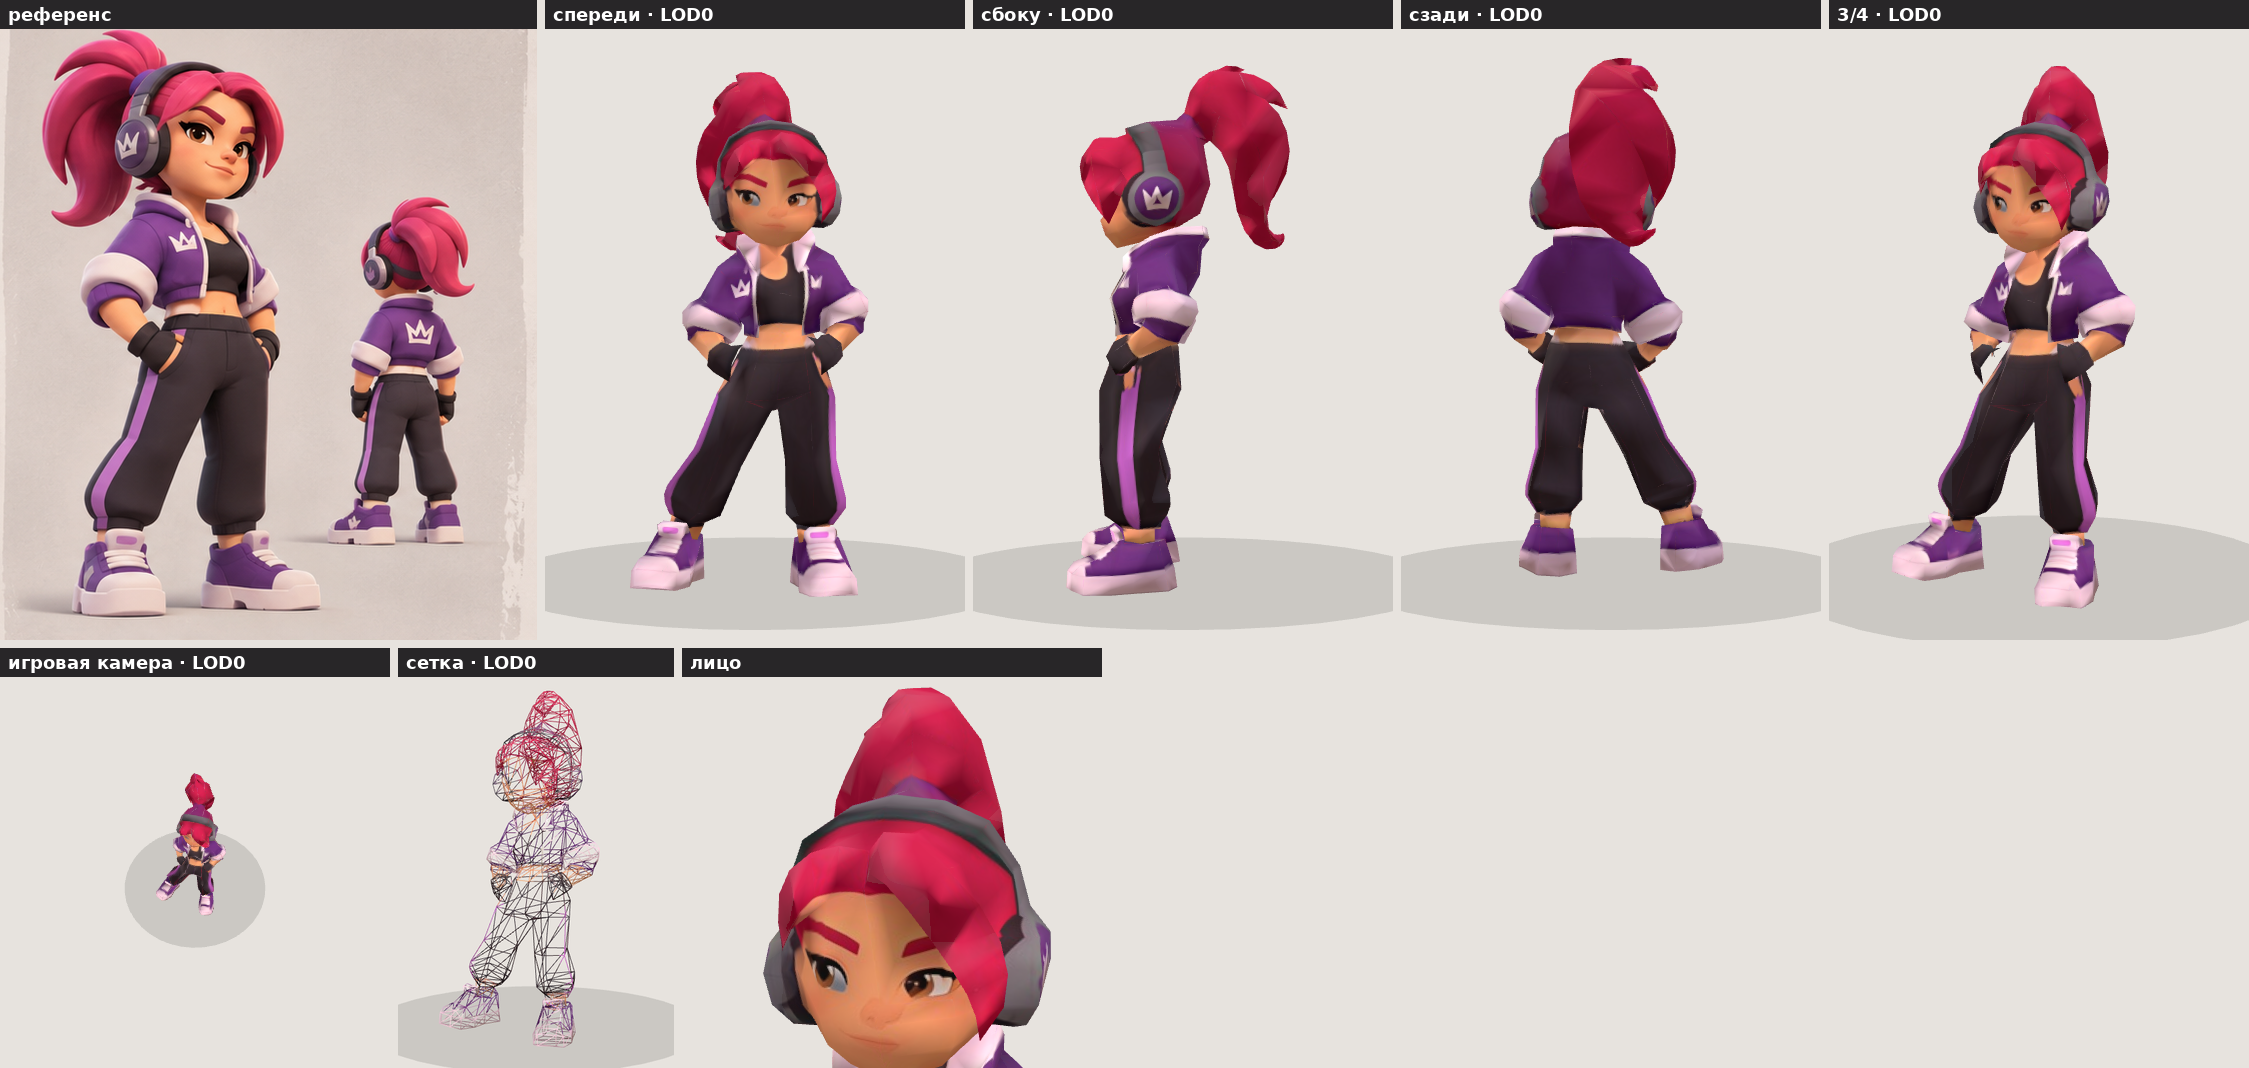 референс
спереди · LOD0
сбоку · LOD0
сзади · LOD0
3/4 · LOD0
игровая камера · LOD0
сетка · LOD0
лицо